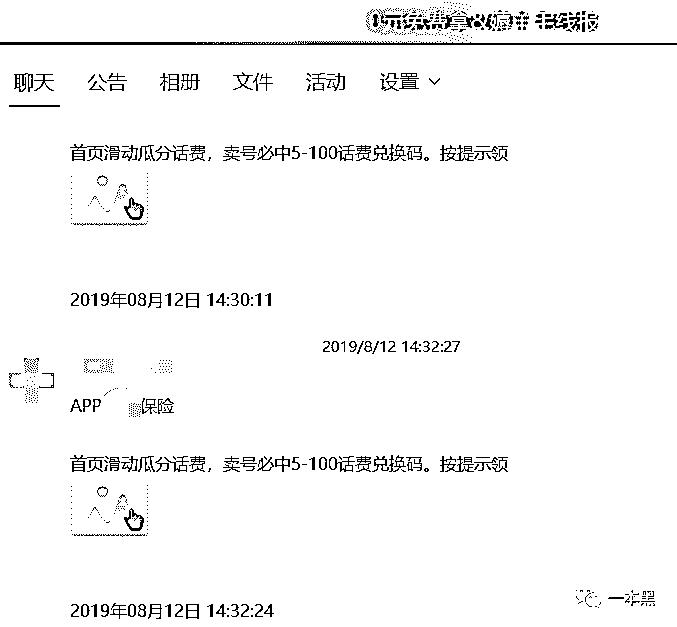 聊天 公告 相册 文件 活动 设置
首页滑动瓜分话费，卖号必中5-100话费兑换码。按提示领
2019年08月12日 14:30:11
2019/8/12 14:32:27
APP 保险
首页滑动瓜分话费，卖号必中5-100话费兑换码。按提示领
2019年08月12日 14:32:24
一本黑